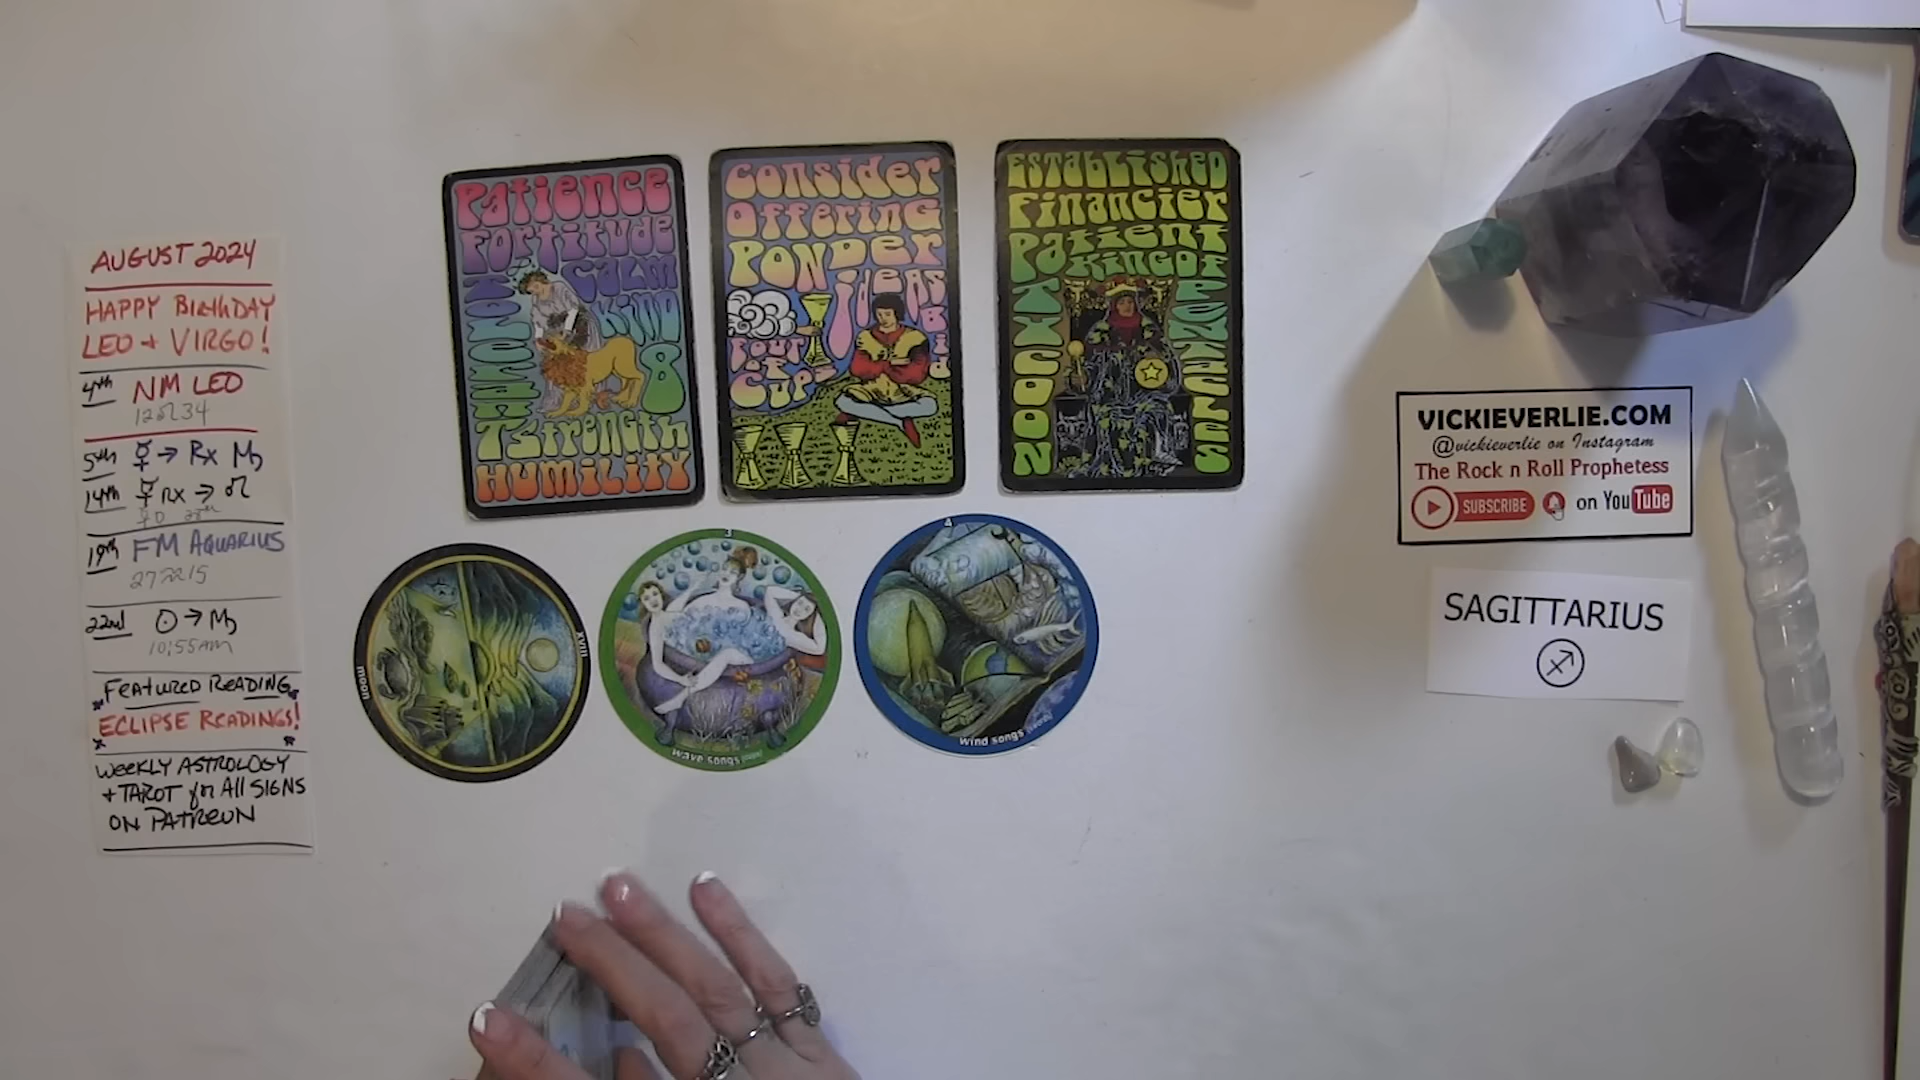 AUGUST 2024
HAPPY BIRTHDAY
LEO + VIRGO!
4th NM LEO
12♌34
5th ☿→ Rx ♍
14th ☿ Rx → ♌
19th FM AQUARIUS
27♒15
22nd ☉→♍
10:55AM
FEATURED READING
ECLIPSE READINGS!
WEEKLY ASTROLOGY
+ TAROT for All SIGNS
ON PATREON
Patience
Fortitude
Calm
Kind
8
Strength
Humility
Consider
Offering
Ponder
ideas
Four
of
Cups
Established
Financier
Patient
King of
Pentacles
Tycoon
XVIII
moon
3
wave songs
4
wind songs
VICKIEVERLIE.COM
@vickieverlie on Instagram
The Rock n Roll Prophetess
SUBSCRIBE on YouTube
SAGITTARIUS
♐